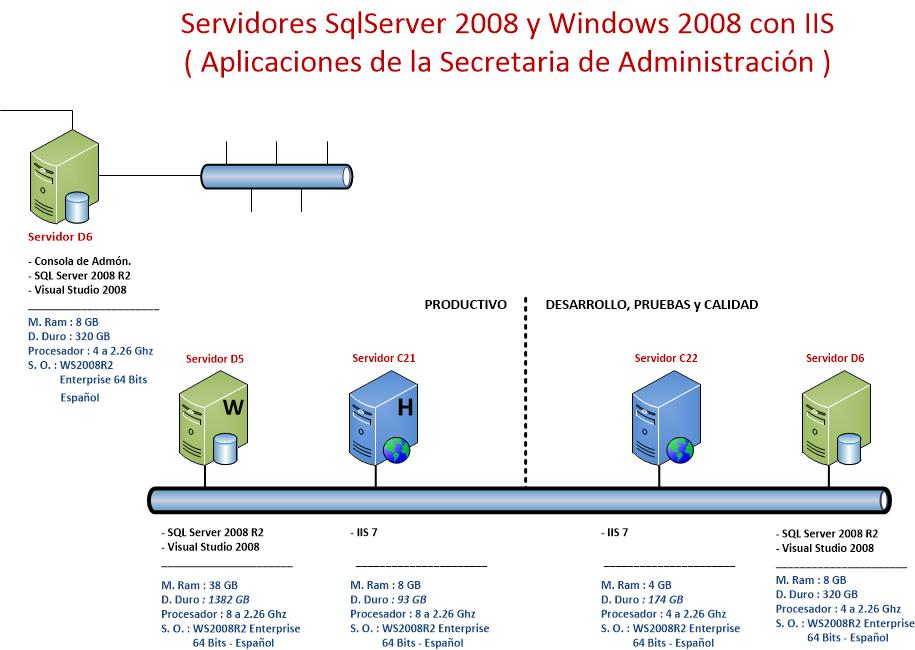 Servidores SqlServer 2008 y Windows 2008 con IIS
( Aplicaciones de la Secretaria de Administración )
Servidor D6
- Consola de Admón.
- SQL Server 2008 R2
- Visual Studio 2008
M. Ram : 8 GB
D. Duro : 320 GB
Procesador : 4 a 2.26 Ghz
S. O. : WS2008R2
Enterprise 64 Bits
Español
PRODUCTIVO
DESARROLLO, PRUEBAS y CALIDAD
Servidor D5
W
- SQL Server 2008 R2
- Visual Studio 2008
M. Ram : 38 GB
D. Duro : 1382 GB
Procesador : 8 a 2.26 Ghz
S. O. : WS2008R2 Enterprise
64 Bits - Español
Servidor C21
H
- IIS 7
M. Ram : 8 GB
D. Duro : 93 GB
Procesador : 8 a 2.26 Ghz
S. O. : WS2008R2 Enterprise
64 Bits - Español
Servidor C22
- IIS 7
M. Ram : 4 GB
D. Duro : 174 GB
Procesador : 4 a 2.26 Ghz
S. O. : WS2008R2 Enterprise
64 Bits - Español
Servidor D6
- SQL Server 2008 R2
- Visual Studio 2008
M. Ram : 8 GB
D. Duro : 320 GB
Procesador : 4 a 2.26 Ghz
S. O. : WS2008R2 Enterprise
64 Bits - Español